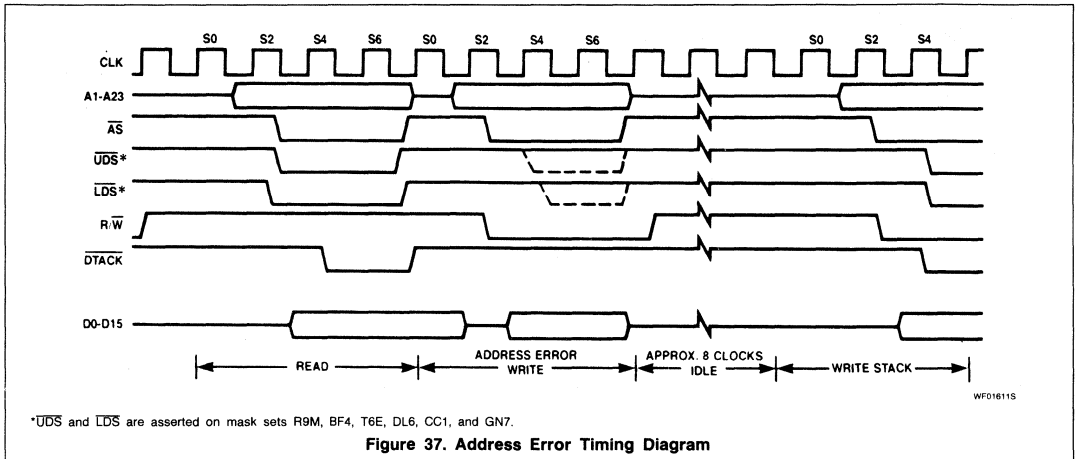 S0 S2 S4 S6 S0 S2 S4 S6 S0 S2 S4
CLK
A1-A23
AS
UDS*
LDS*
R/W
DTACK
D0-D15
READ
ADDRESS ERROR
WRITE
APPROX. 8 CLOCKS
IDLE
WRITE STACK
WF01611S
*UDS and LDS are asserted on mask sets R9M, BF4, T6E, DL6, CC1, and GN7.
Figure 37. Address Error Timing Diagram